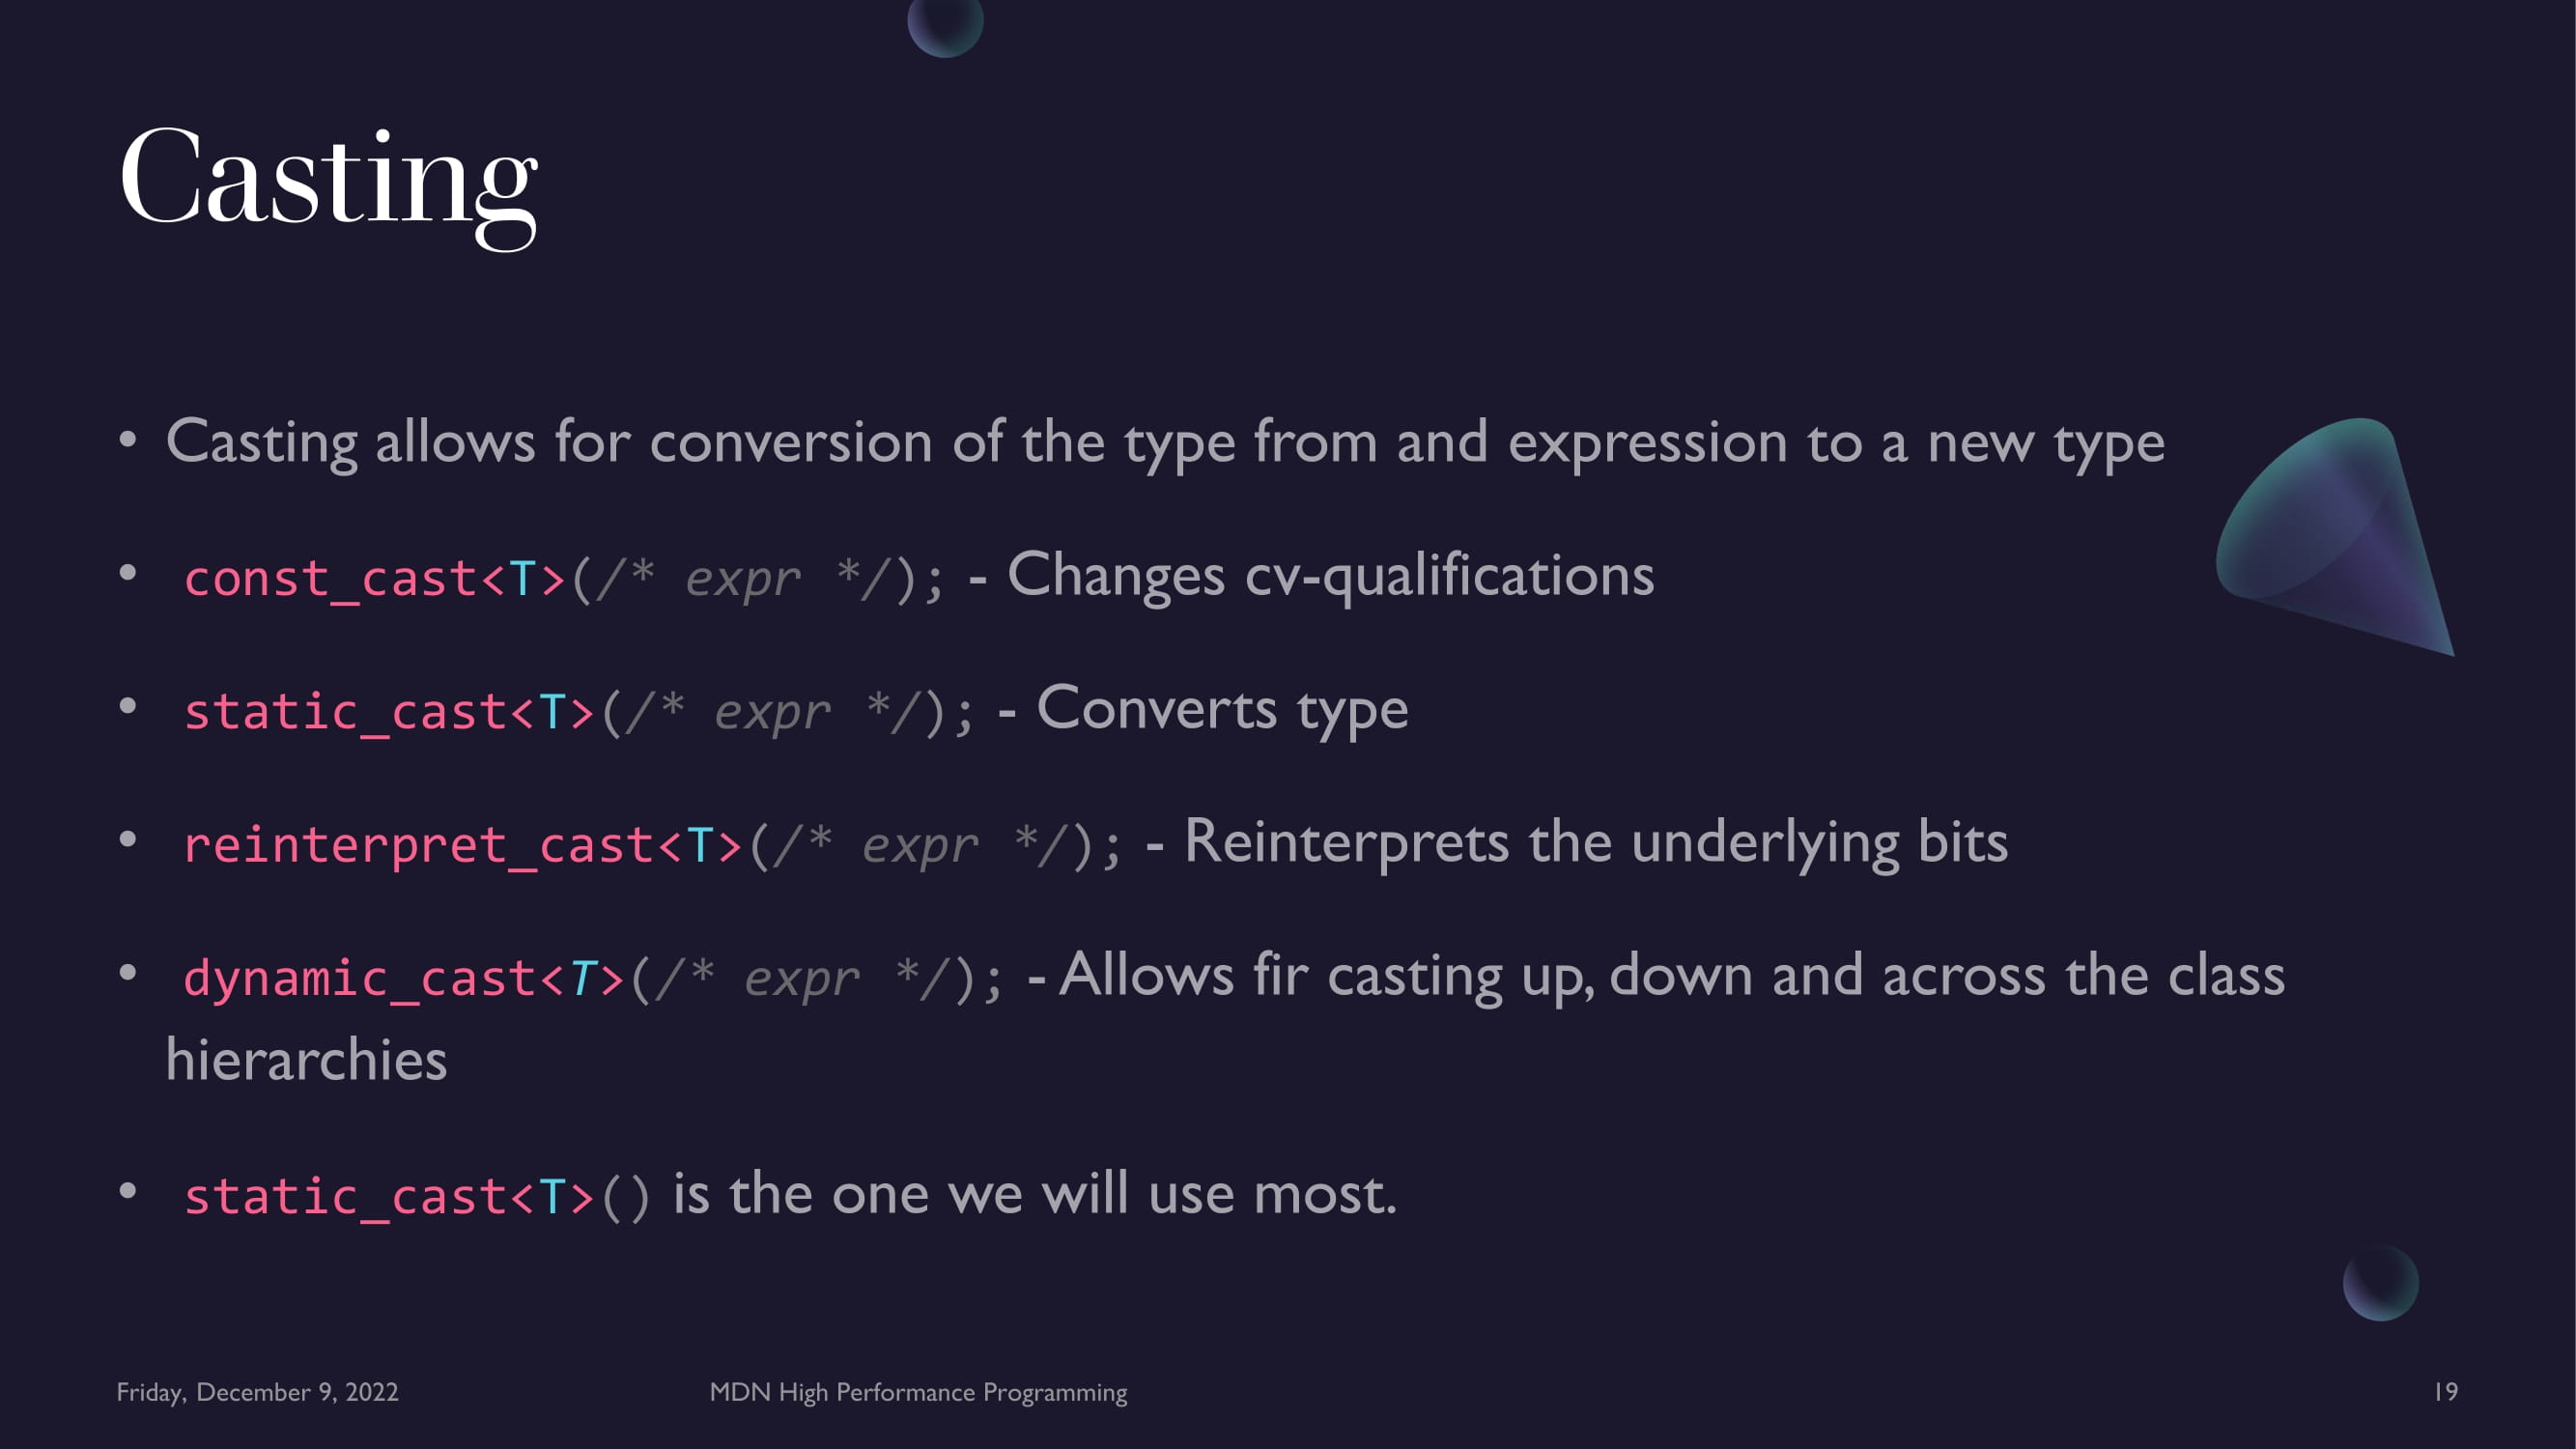 Casting
• Casting allows for conversion of the type from and expression to a new type
• const_cast<T>(/* expr */); - Changes cv-qualifications
• static_cast<T>(/* expr */); - Converts type
• reinterpret_cast<T>(/* expr */); - Reinterprets the underlying bits
• dynamic_cast<T>(/* expr */); - Allows fir casting up, down and across the class
hierarchies
• static_cast<T>() is the one we will use most.
Friday, December 9, 2022
MDN High Performance Programming
19